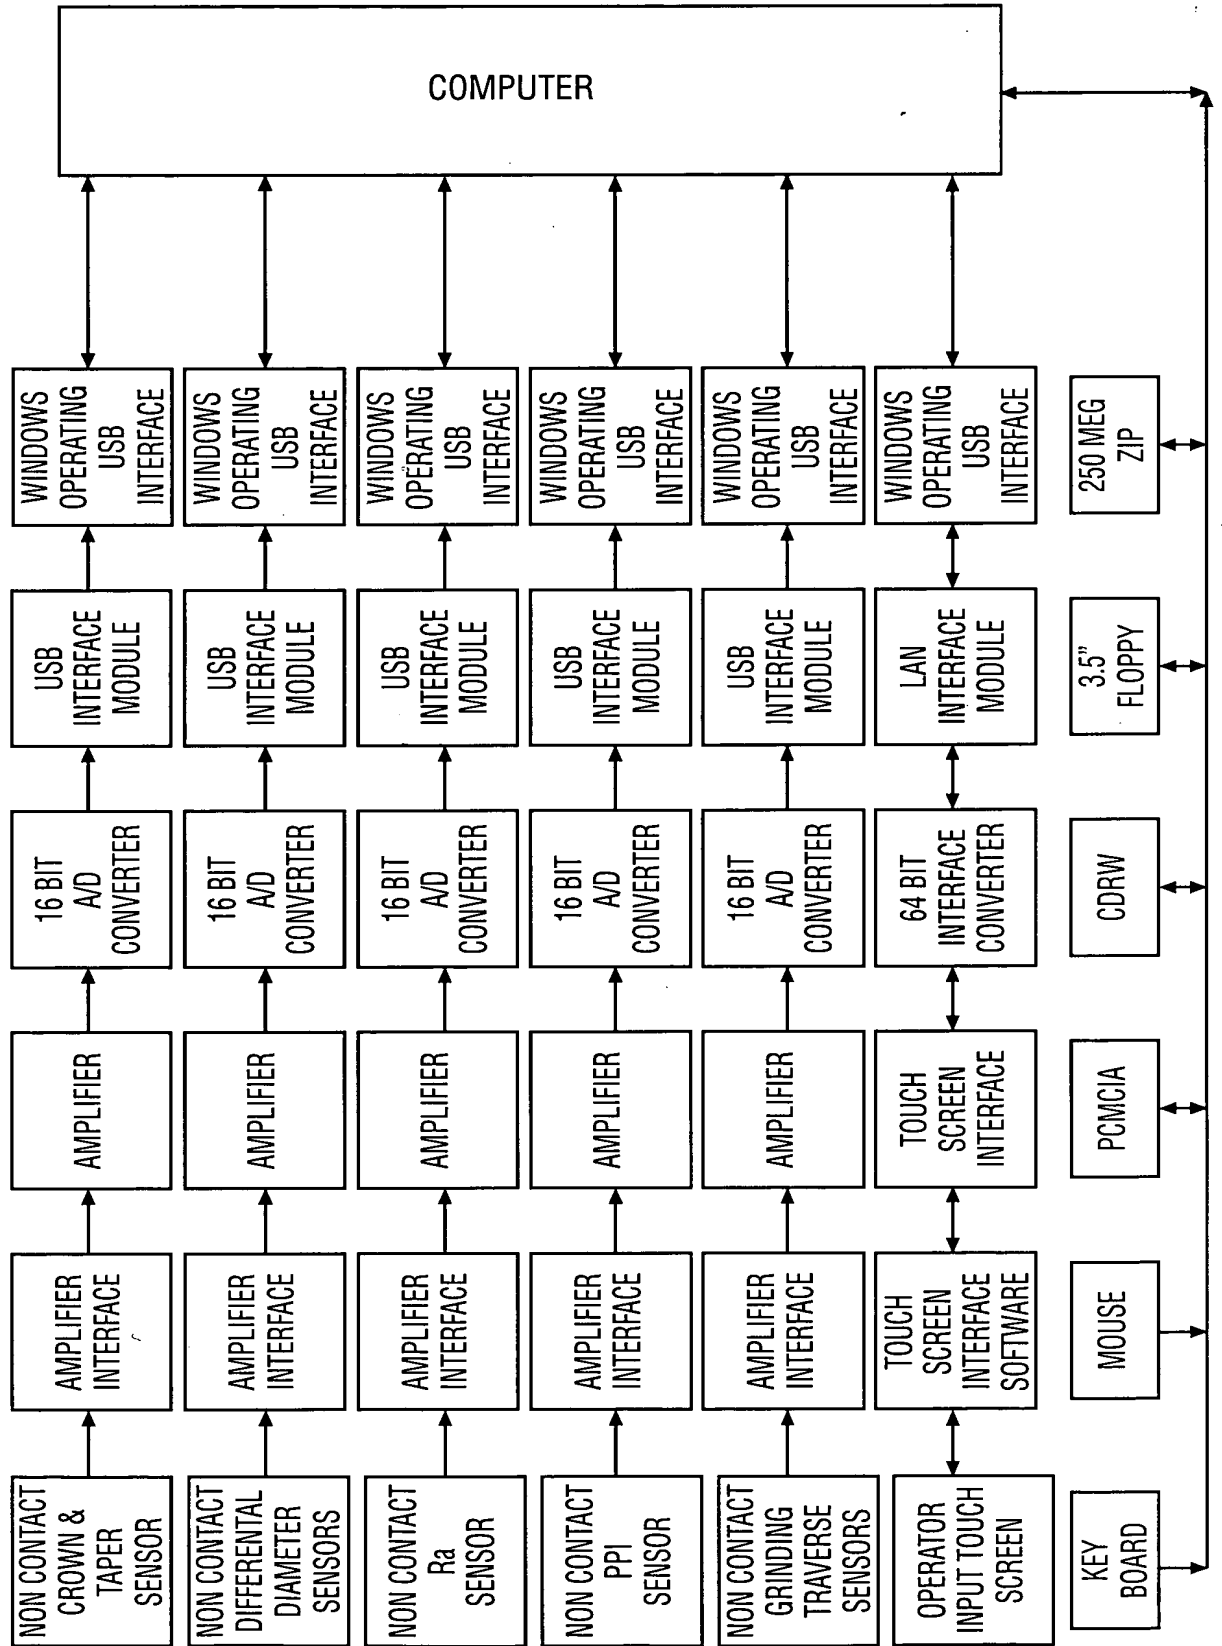 COMPUTER
WINDOWS
OPERATING
USB
INTERFACE
WINDOWS
OPERATING
USB
INTERFACE
WINDOWS
OPERATING
USB
INTERFACE
WINDOWS
OPERATING
USB
INTERFACE
WINDOWS
OPERATING
USB
INTERFACE
WINDOWS
OPERATING
USB
INTERFACE
250 MEG
ZIP
USB
INTERFACE
MODULE
USB
INTERFACE
MODULE
USB
INTERFACE
MODULE
USB
INTERFACE
MODULE
USB
INTERFACE
MODULE
LAN
INTERFACE
MODULE
3.5"
FLOPPY
16 BIT
A/D
CONVERTER
16 BIT
A/D
CONVERTER
16 BIT
A/D
CONVERTER
16 BIT
A/D
CONVERTER
16 BIT
A/D
CONVERTER
64 BIT
INTERFACE
CONVERTER
CDRW
AMPLIFIER
AMPLIFIER
AMPLIFIER
AMPLIFIER
AMPLIFIER
TOUCH
SCREEN
INTERFACE
PCMCIA
AMPLIFIER
INTERFACE
AMPLIFIER
INTERFACE
AMPLIFIER
INTERFACE
AMPLIFIER
INTERFACE
AMPLIFIER
INTERFACE
TOUCH
SCREEN
INTERFACE
SOFTWARE
MOUSE
NON CONTACT
CROWN &
TAPER
SENSOR
NON CONTACT
DIFFERENTAL
DIAMETER
SENSORS
NON CONTACT
Ra
SENSOR
NON CONTACT
PPI
SENSOR
NON CONTACT
GRINDING
TRAVERSE
SENSORS
OPERATOR
INPUT TOUCH
SCREEN
KEY
BOARD